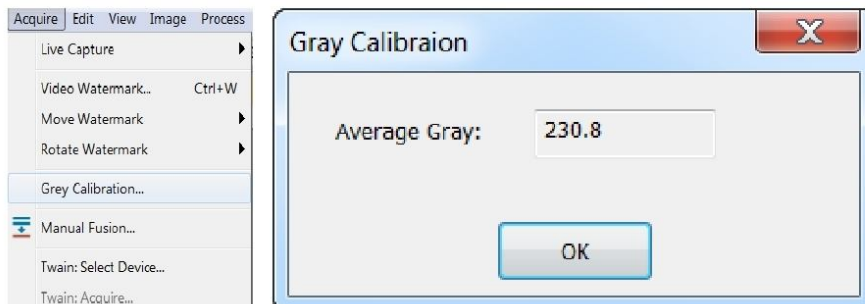 Acquire Edit View Image Process
Live Capture
Video Watermark... Ctrl+W
Move Watermark
Rotate Watermark
Grey Calibration...
Manual Fusion...
Twain: Select Device...
Twain: Acquire...
Gray Calibraion
Average Gray: 230.8
OK